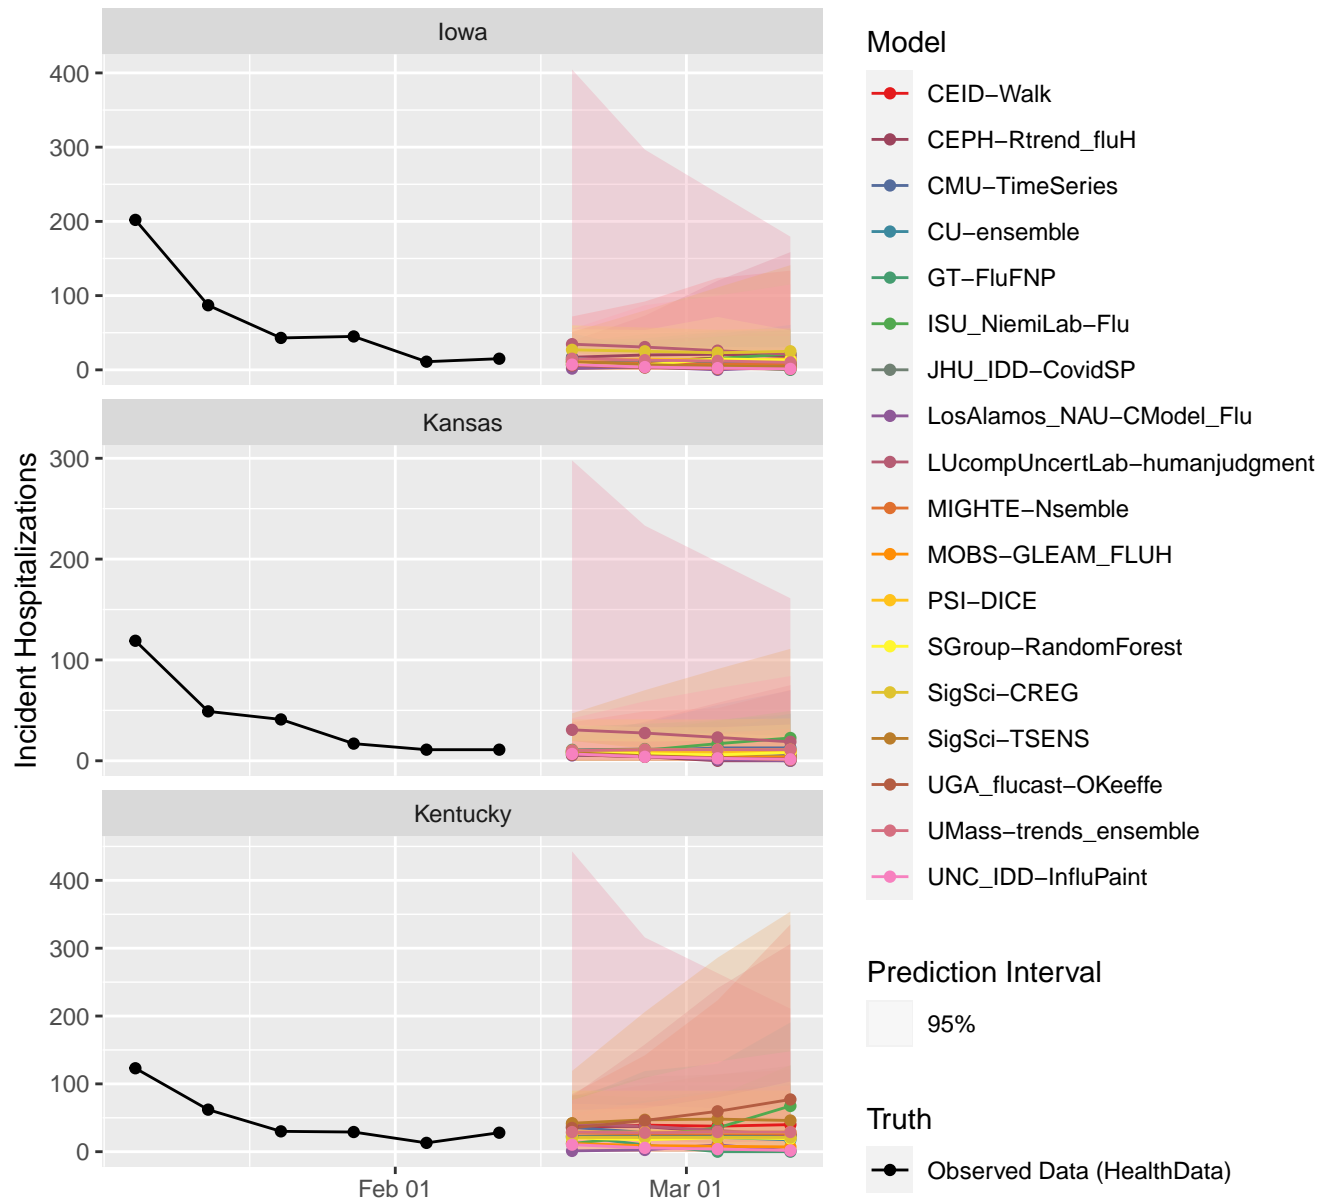 Iowa
400
300
200
100
0
Kansas
300
200
100
0
Kentucky
400
300
200
100
0
Feb 01
Mar 01
Incident Hospitalizations
Model
CEID−Walk
CEPH−Rtrend_fluH
CMU−TimeSeries
CU−ensemble
GT−FluFNP
ISU_NiemiLab−Flu
JHU_IDD−CovidSP
LosAlamos_NAU−CModel_Flu
LUcompUncertLab−humanjudgment
MIGHTE−Nsemble
MOBS−GLEAM_FLUH
PSI−DICE
SGroup−RandomForest
SigSci−CREG
SigSci−TSENS
UGA_flucast−OKeeffe
UMass−trends_ensemble
UNC_IDD−InfluPaint
Prediction Interval
95%
Truth
Observed Data (HealthData)